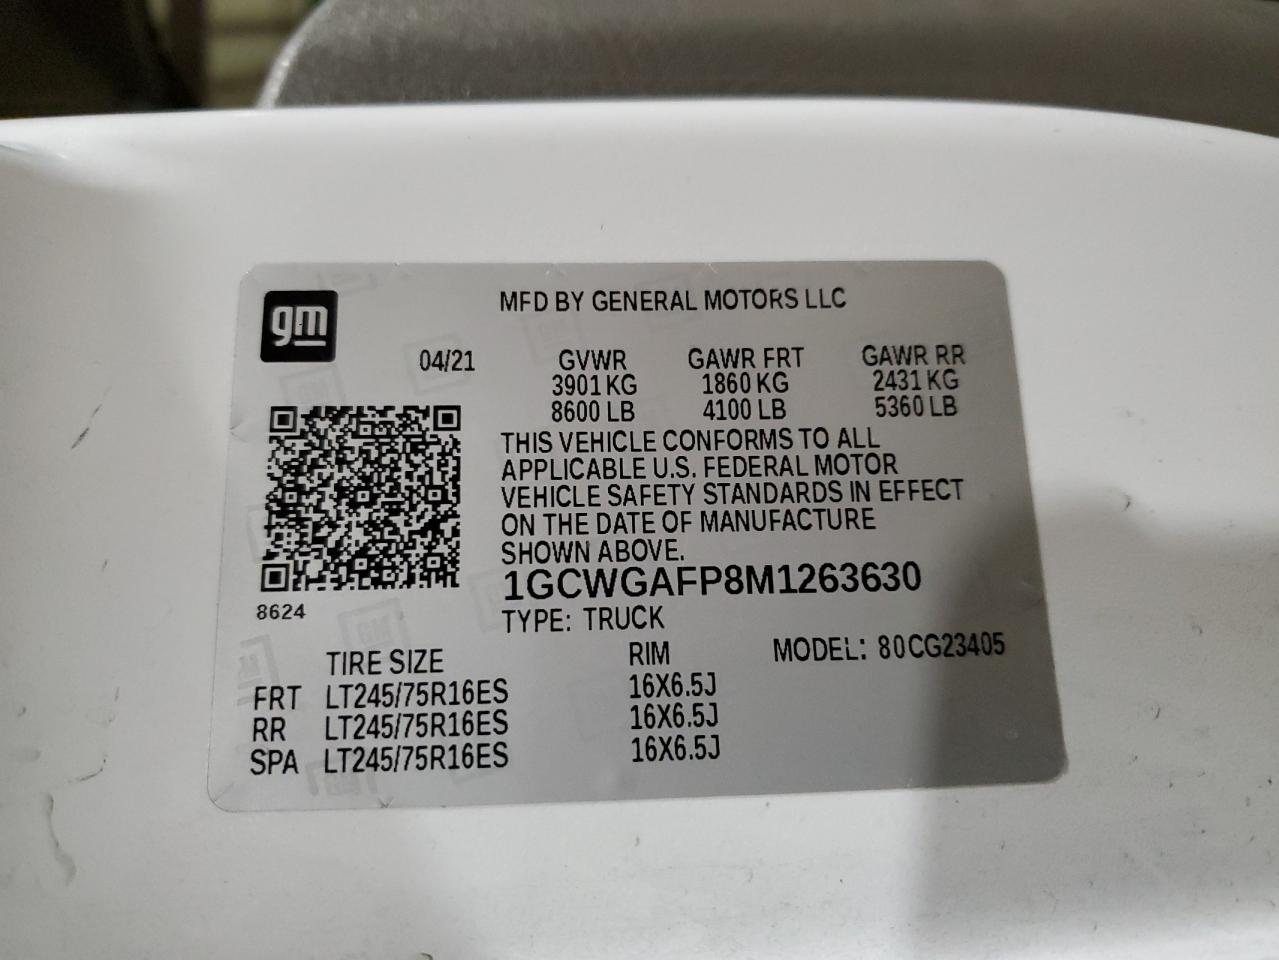 gm
MFD BY GENERAL MOTORS LLC
04/21 GVWR GAWR FRT GAWR RR
3901 KG 1860 KG 2431 KG
8600 LB 4100 LB 5360 LB
THIS VEHICLE CONFORMS TO ALL
APPLICABLE U.S. FEDERAL MOTOR
VEHICLE SAFETY STANDARDS IN EFFECT
ON THE DATE OF MANUFACTURE
SHOWN ABOVE.
1GCWGAFP8M1263630
8624
TYPE: TRUCK
TIRE SIZE RIM MODEL: 80CG23405
FRT LT245/75R16ES 16X6.5J
RR LT245/75R16ES 16X6.5J
SPA LT245/75R16ES 16X6.5J